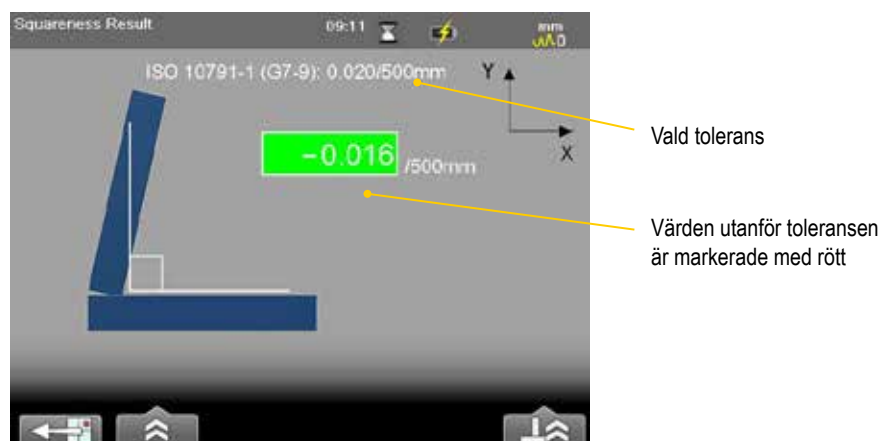 Squareness Result 09:11 mm
D
ISO 10791-1 (G7-9): 0.020/500mm Y
Vald tolerans
-0.016 /500mm X
Värden utanför toleransen
är markerade med rött